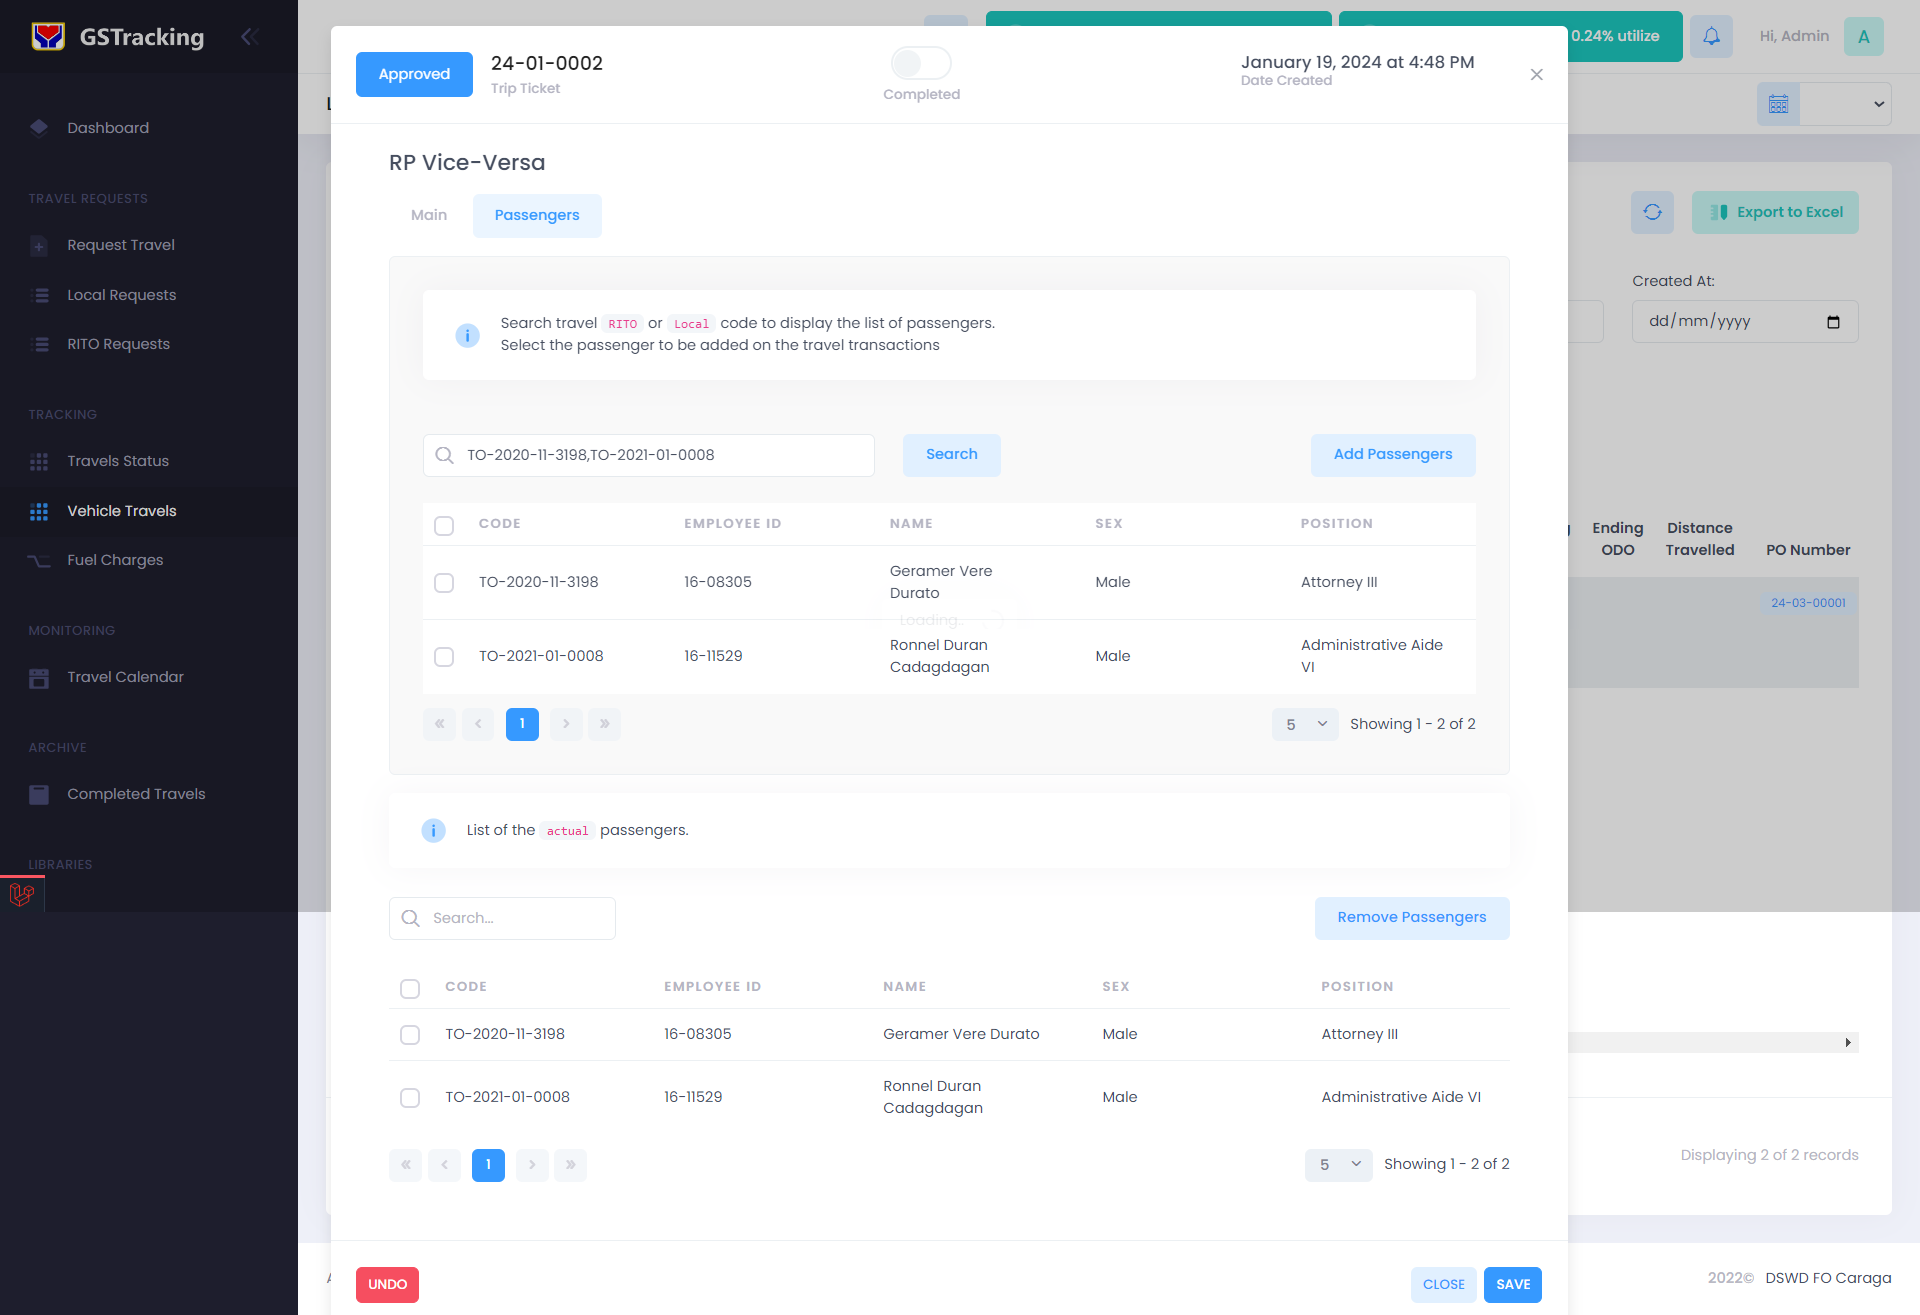 GSTracking
Dashboard
TRAVEL REQUESTS
Request Travel
Local Requests
RITO Requests
TRACKING
Travels Status
Vehicle Travels
Fuel Charges
MONITORING
Travel Calendar
ARCHIVE
Completed Travels
LIBRARIES
0.24% utilize
Hi, Admin
A
Approved
24-01-0002
Trip Ticket
Completed
January 19, 2024 at 4:48 PM
Date Created
RP Vice-Versa
Main
Passengers
Search travel RITO or Local code to display the list of passengers.
Select the passenger to be added on the travel transactions
TO-2020-11-3198,TO-2021-01-0008
Search
Add Passengers
CODE EMPLOYEE ID NAME SEX POSITION
TO-2020-11-3198 16-08305 Geramer Vere Durato Male Attorney III
Loading..
TO-2021-01-0008 16-11529 Ronnel Duran Cadagdagan Male Administrative Aide VI
1
5
Showing 1 - 2 of 2
List of the actual passengers.
Search...
Remove Passengers
CODE EMPLOYEE ID NAME SEX POSITION
TO-2020-11-3198 16-08305 Geramer Vere Durato Male Attorney III
TO-2021-01-0008 16-11529 Ronnel Duran Cadagdagan Male Administrative Aide VI
1
5
Showing 1 - 2 of 2
UNDO
CLOSE
SAVE
Export to Excel
Created At:
dd/mm/yyyy
Ending ODO
Distance Travelled
PO Number
24-03-00001
Displaying 2 of 2 records
2022© DSWD FO Caraga